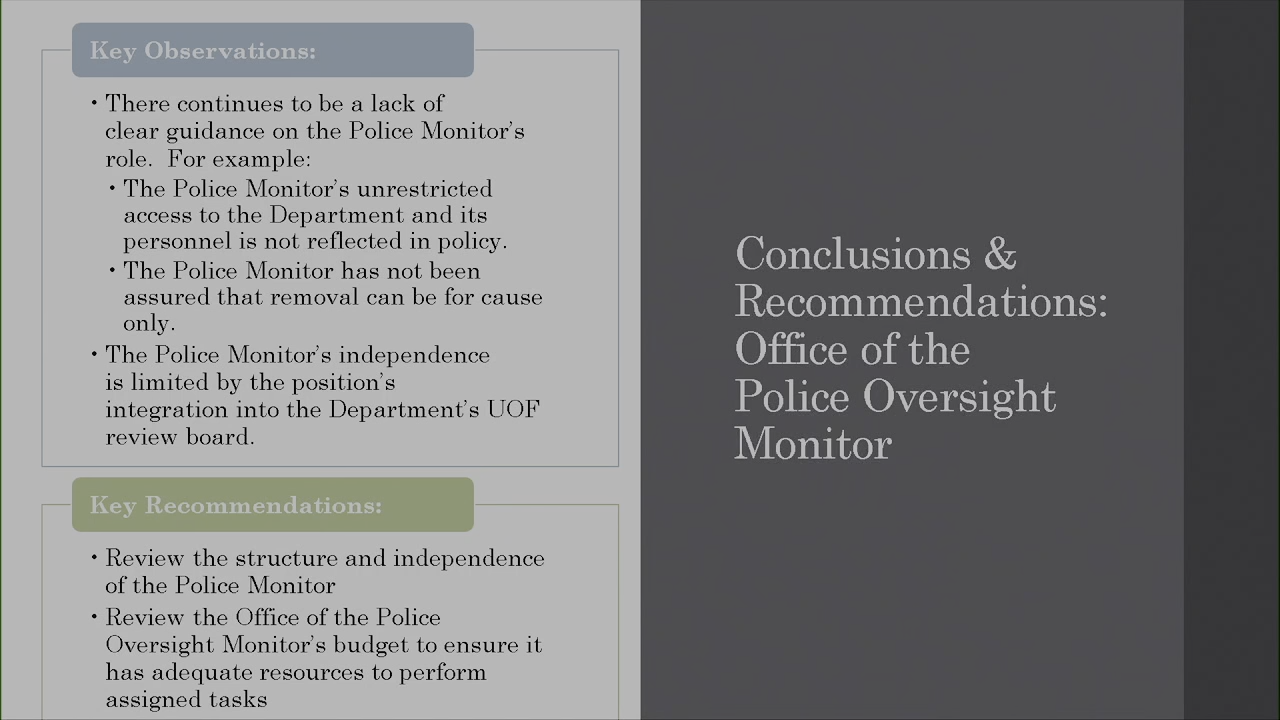 Key Observations:
• There continues to be a lack of
clear guidance on the Police Monitor's
role.  For example:
• The Police Monitor's unrestricted
access to the Department and its
personnel is not reflected in policy.
• The Police Monitor has not been
assured that removal can be for cause
only.
• The Police Monitor's independence
is limited by the position's
integration into the Department's UOF
review board.
Key Recommendations:
• Review the structure and independence
of the Police Monitor
• Review the Office of the Police
Oversight Monitor's budget to ensure it
has adequate resources to perform
assigned tasks
Conclusions &
Recommendations:
Office of the
Police Oversight
Monitor